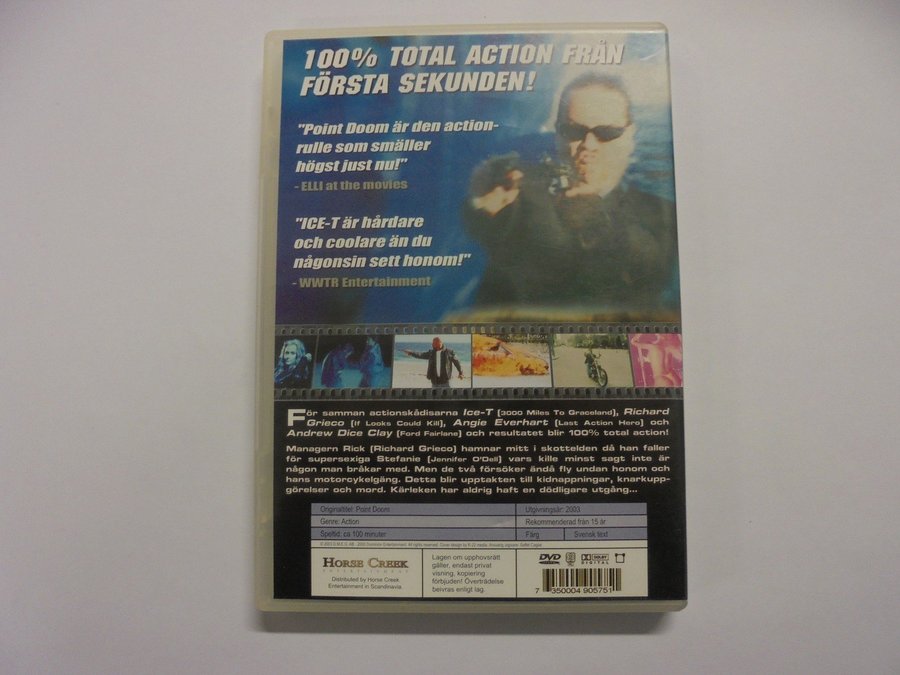 100% TOTAL ACTION FRÅN
FÖRSTA SEKUNDEN!
"Point Doom är den action-
rulle som smäller
högst just nu!"
- ELLI at the movies
"ICE-T är hårdare
och coolare än du
någonsin sett honom!"
- WWTR Entertainment
För samman actionskådisarna Ice-T [3000 Miles To Graceland], Richard
Grieco [If Looks Could Kill], Angie Everhart [Last Action Hero] och
Andrew Dice Clay [Ford Fairlane] och resultatet blir 100% total action!
Managern Rick [Richard Grieco] hamnar mitt i skottelden då han faller
för supersexiga Stefanie [Jennifer O'Dell] vars kille minst sagt inte är
någon man bråkar med. Men de två försöker ändå fly undan honom och
hans motorcykelgäng. Detta blir upptakten till kidnappningar, knarkupp-
görelser och mord. Kärleken har aldrig haft en dödligare utgång...
Originaltitel: Point Doom
Utgivningsår: 2003
Genre: Action
Rekommenderad från 15 år
Speltid: ca 100 minuter
Färg
Svensk text
All rights reserved.
HORSE CREEK
ENTERTAINMENT
Distributed by Horse Creek
Entertainment in Scandinavia.
Lagen om upphovsrätt
gäller, endast privat
visning, kopiering
förbjuden! Överträdelse
beivras enligt lag.
DVD
DOLBY
DIGITAL
7 350004 905751